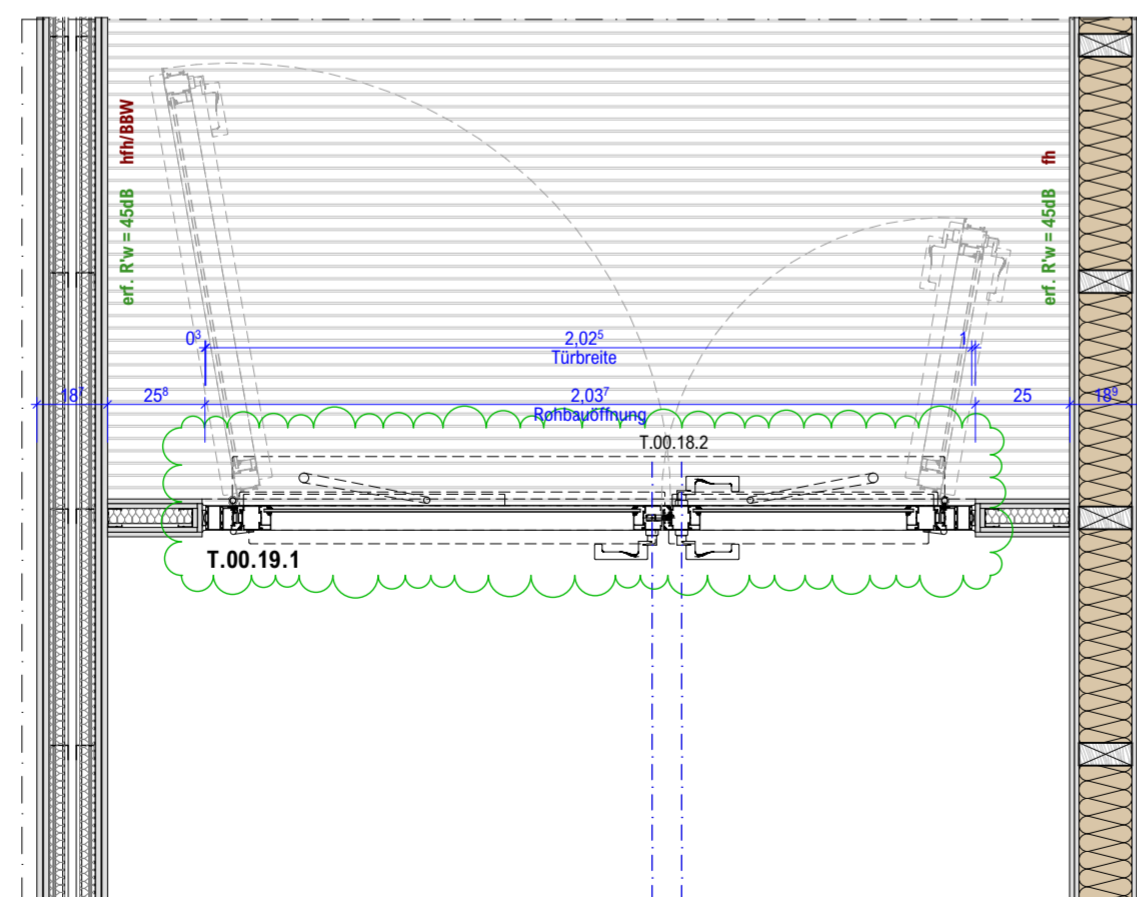 erf. R'w = 45dB hfh/BBW
erf. R'w = 45dB fh
0³ 2,02⁵ 1
Türbreite
18⁷ 25⁸ 2,03⁷ 25 18⁹
Rohbauöffnung
T.00.18.2
T.00.19.1